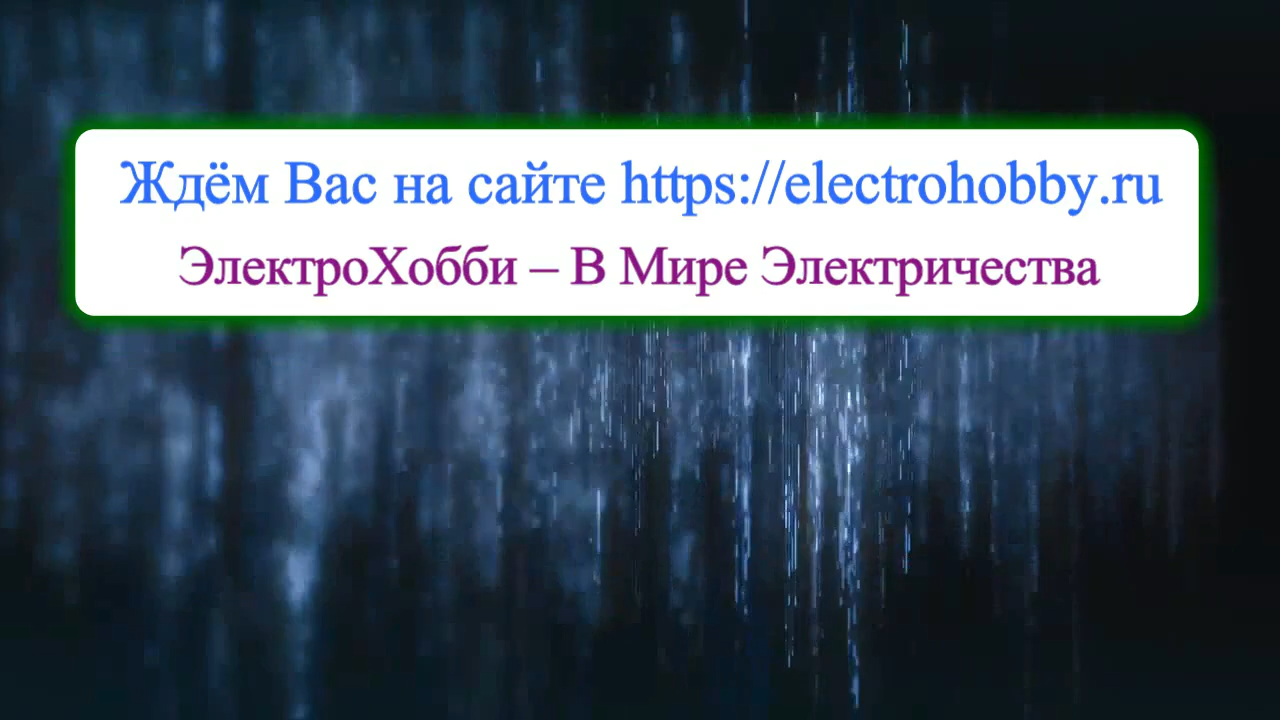 Ждём Вас на сайте https://electrohobby.ru
ЭлектроХобби – В Мире Электричества